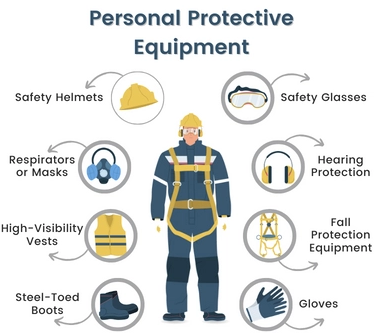 Personal Protective
Equipment
Safety Helmets
Safety Glasses
Respirators
or Masks
Hearing
Protection
High-Visibility
Vests
Fall
Protection
Equipment
Steel-Toed
Boots
Gloves